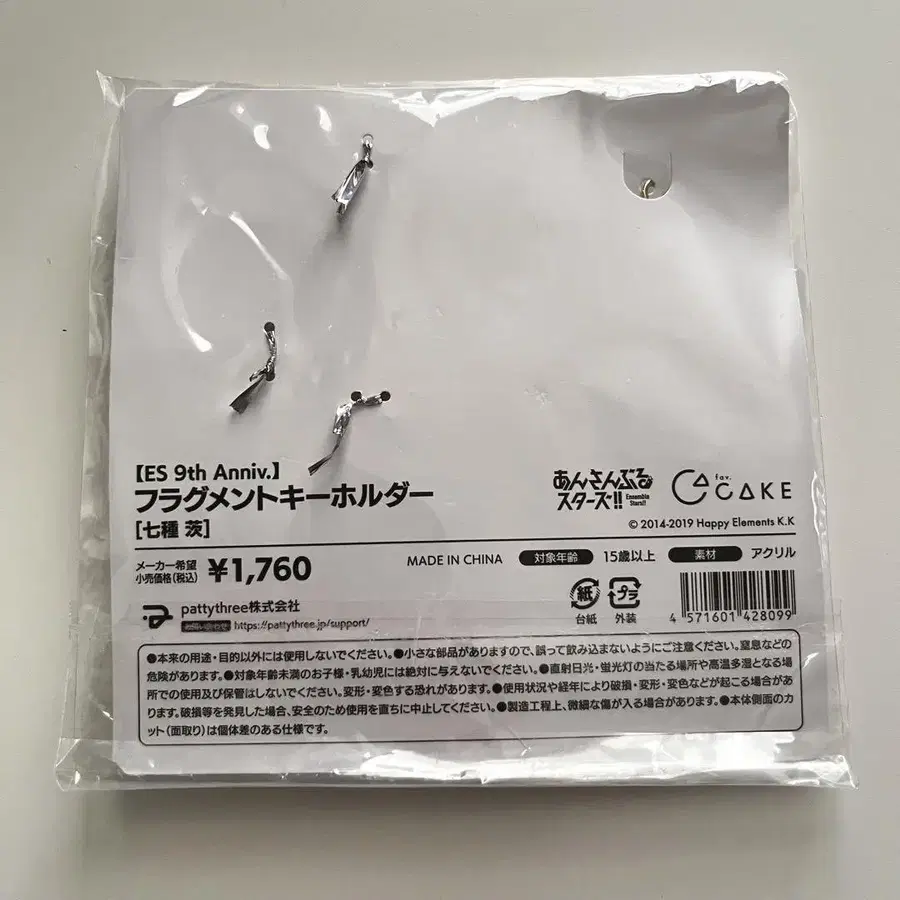 【ES 9th Anniv.】
フラグメントキーホルダー
[七種 茨]
あんさんぶる
スターズ!!
Ensemble
Stars!!
fav.
CAKE
© 2014-2019 Happy Elements K.K
メーカー希望
小売価格(税込)
¥1,760
MADE IN CHINA
対象年齢 15歳以上
素材 アクリル
pattythree株式会社
お問い合わせ https://pattythree.jp/support/
紙
台紙
プラ
外装
4 571601 428099
●本来の用途・目的以外には使用しないでください。●小さな部品がありますので、誤って飲み込まないようにご注意ください。窒息などの
危険があります。●対象年齢未満のお子様・乳幼児には絶対に与えないでください。●直射日光・蛍光灯の当たる場所や高温多湿となる場
所での使用及び保管はしないでください。変形・変色する恐れがあります。●使用状況や経年により破損・変形・変色などが起こる場合があ
ります。破損等を発見した場合、安全のため使用を直ちに中止してください。●製造工程上、微細な傷が入る場合があります。●本体側面のカ
ット(面取り)は個体差のある仕様です。